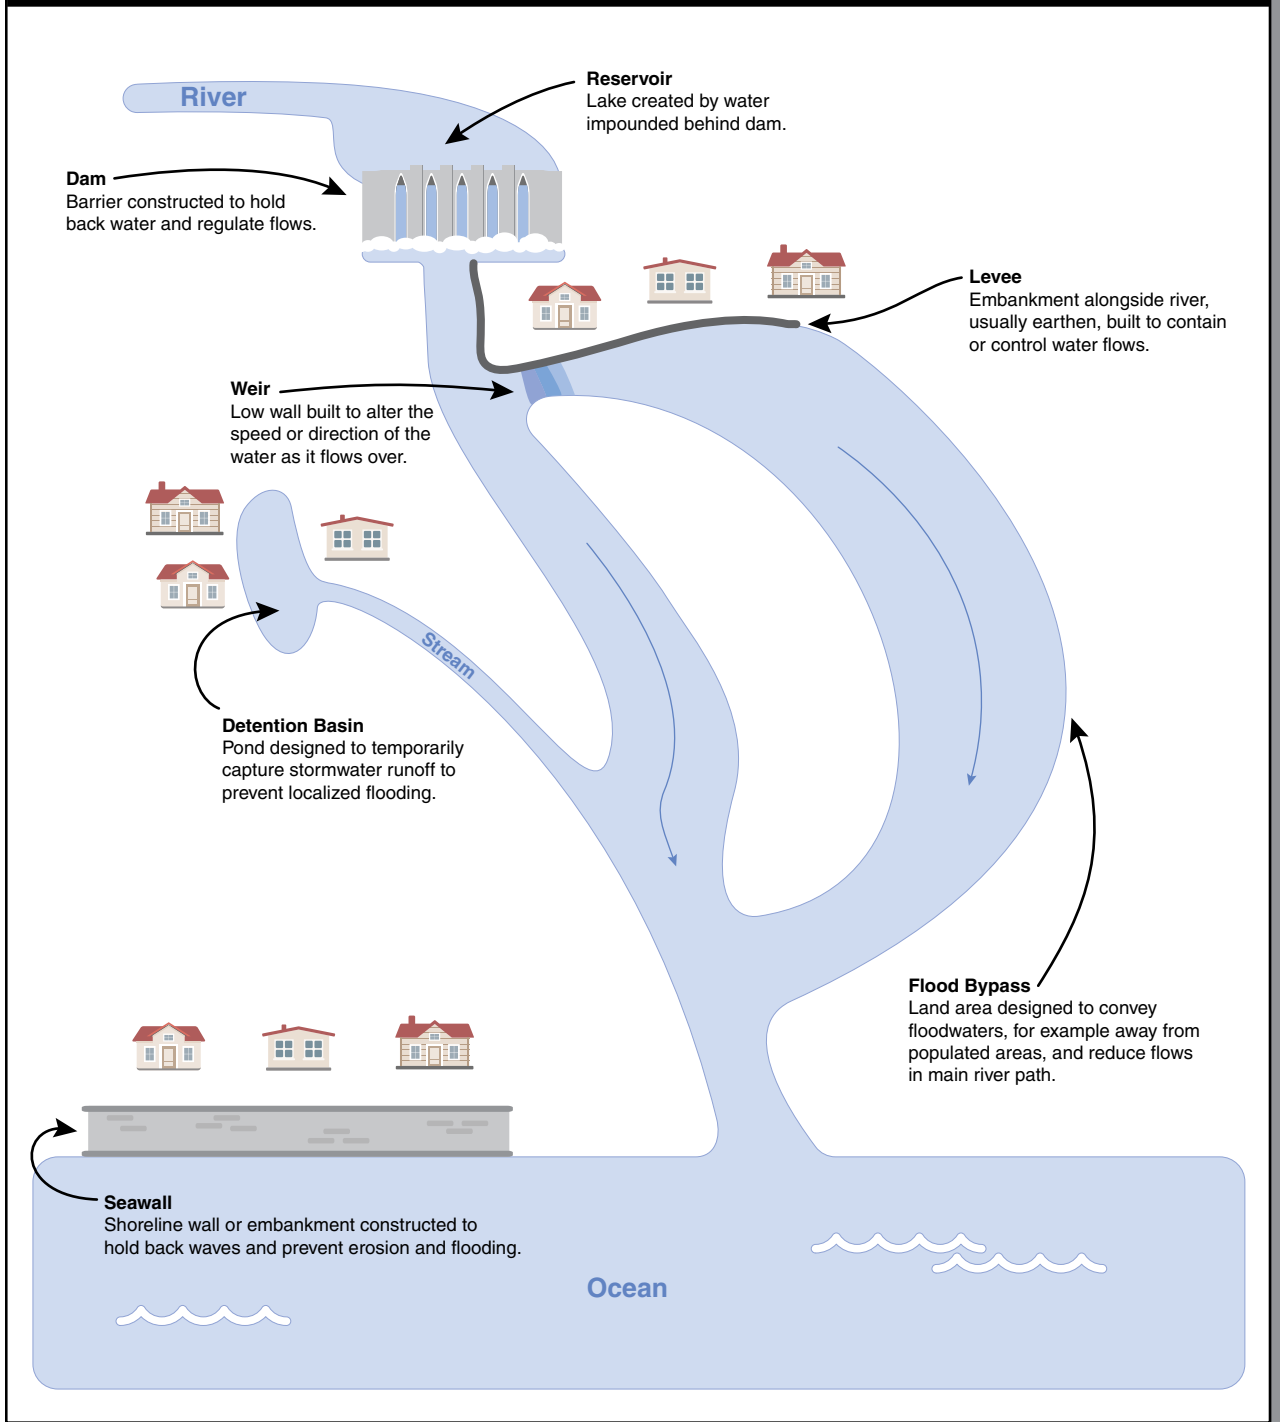 River
Reservoir
Lake created by water
impounded behind dam.
Dam
Barrier constructed to hold
back water and regulate flows.
Levee
Embankment alongside river,
usually earthen, built to contain
or control water flows.
Weir
Low wall built to alter the
speed or direction of the
water as it flows over.
Stream
Detention Basin
Pond designed to temporarily
capture stormwater runoff to
prevent localized flooding.
Flood Bypass
Land area designed to convey
floodwaters, for example away from
populated areas, and reduce flows
in main river path.
Seawall
Shoreline wall or embankment constructed to
hold back waves and prevent erosion and flooding.
Ocean